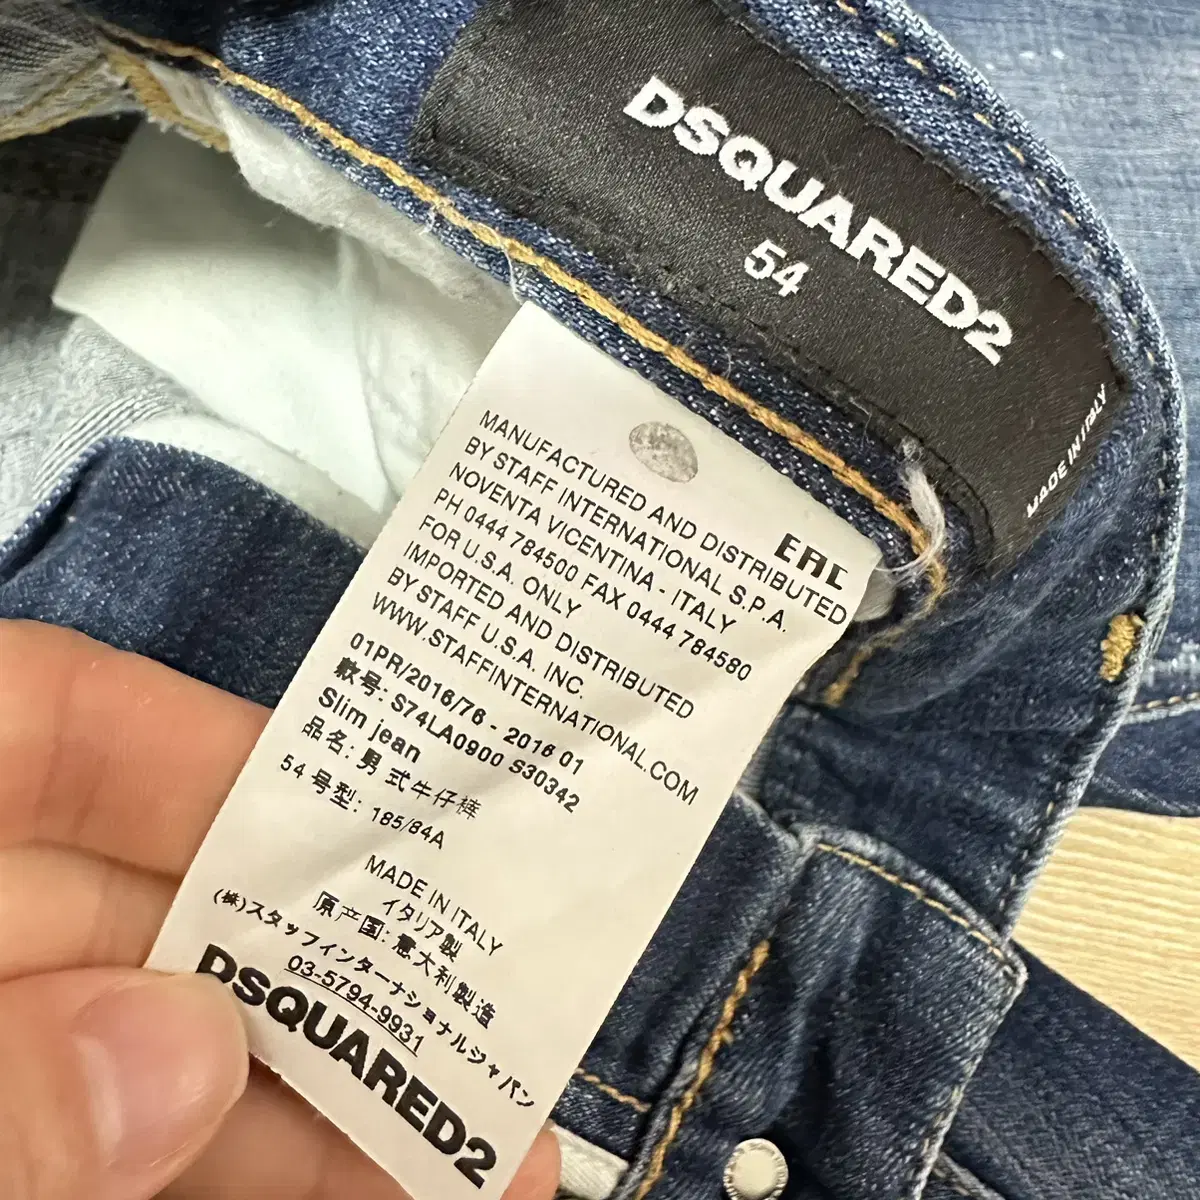 DSQUARED2
54
MADE IN ITALY
EAC
MANUFACTURED AND DISTRIBUTED
BY STAFF INTERNATIONAL S.P.A.
NOVENTA VICENTINA - ITALY
PH 0444 784500 FAX 0444 784580
FOR U.S.A. ONLY
IMPORTED AND DISTRIBUTED
BY STAFF U.S.A. INC.
WWW.STAFFINTERNATIONAL.COM
01PR/2016/76 - 2016 01
款号: S74LA0900 S30342
Slim jean
品名: 男式牛仔裤
54 号型: 185/84A
MADE IN ITALY
イタリア製
原产国: 意大利製造
(株)スタッフインターナショナルジャパン
03-5794-9931
DSQUARED2